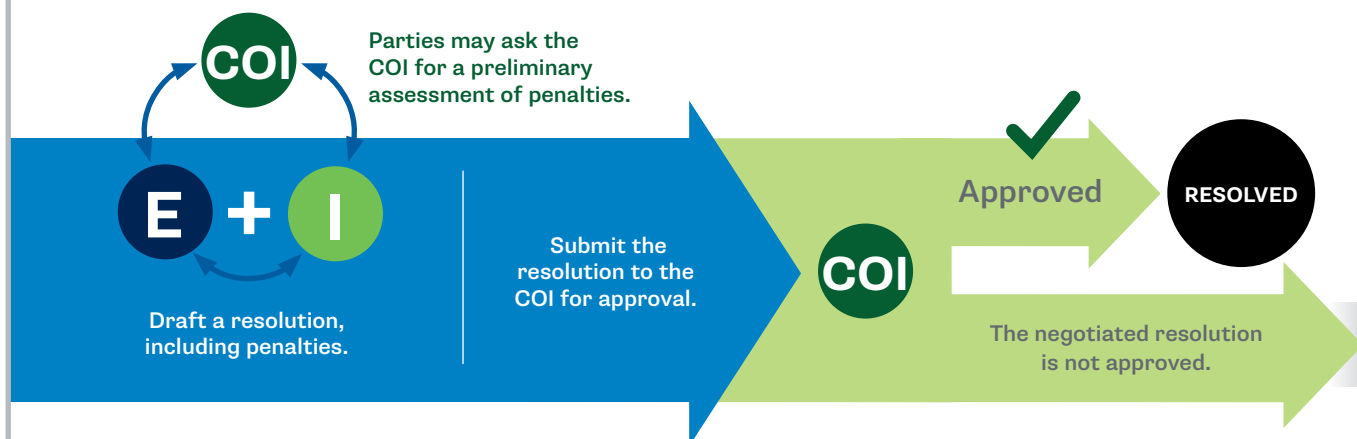 COI
Parties may ask the
COI for a preliminary
assessment of penalties.
E + I
Draft a resolution,
including penalties.
Submit the
resolution to the
COI for approval.
COI
Approved
RESOLVED
The negotiated resolution
is not approved.